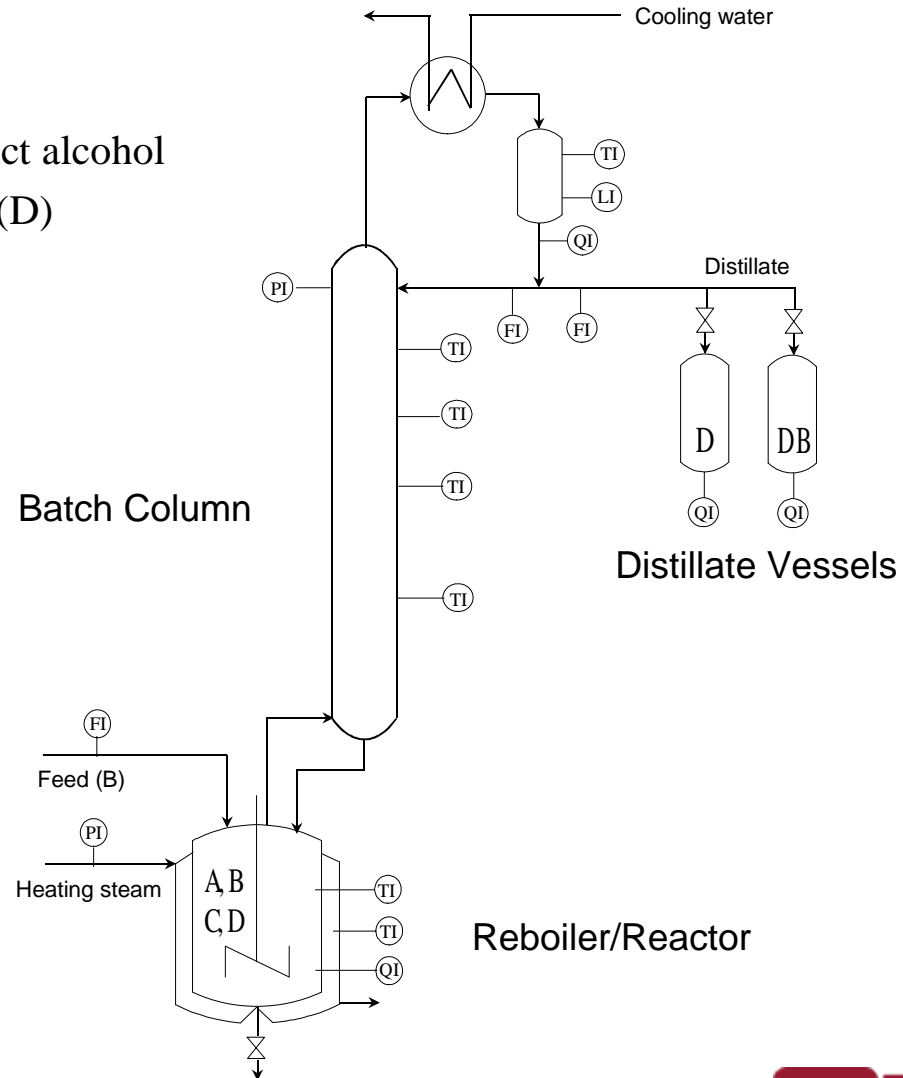 Cooling water
ct alcohol
(D)
TI
LI
QI
Distillate
PI
FI
FI
TI
TI
D
DB
TI
QI
QI
Batch Column
Distillate Vessels
TI
FI
Feed (B)
PI
Heating steam
A, B
C, D
TI
TI
QI
Reboiler/Reactor